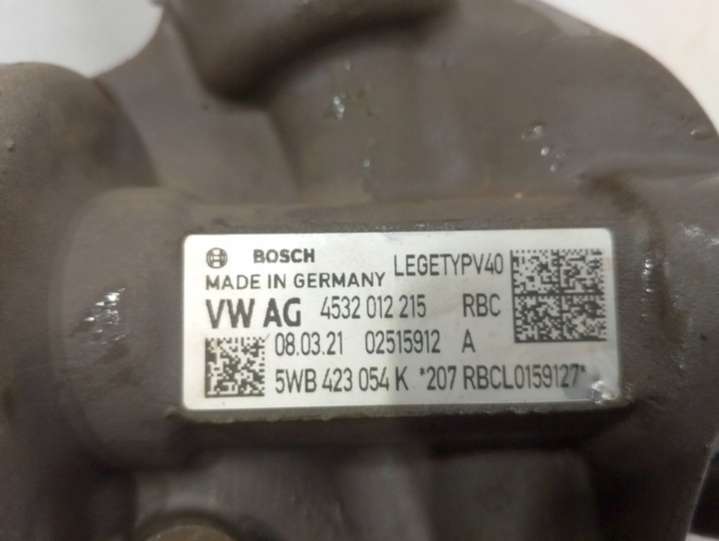 BOSCH LEGETYPV40
MADE IN GERMANY
VW AG 4532 012 215 RBC
08.03.21 02515912 A
5WB 423 054 K *207 RBCL0159127*